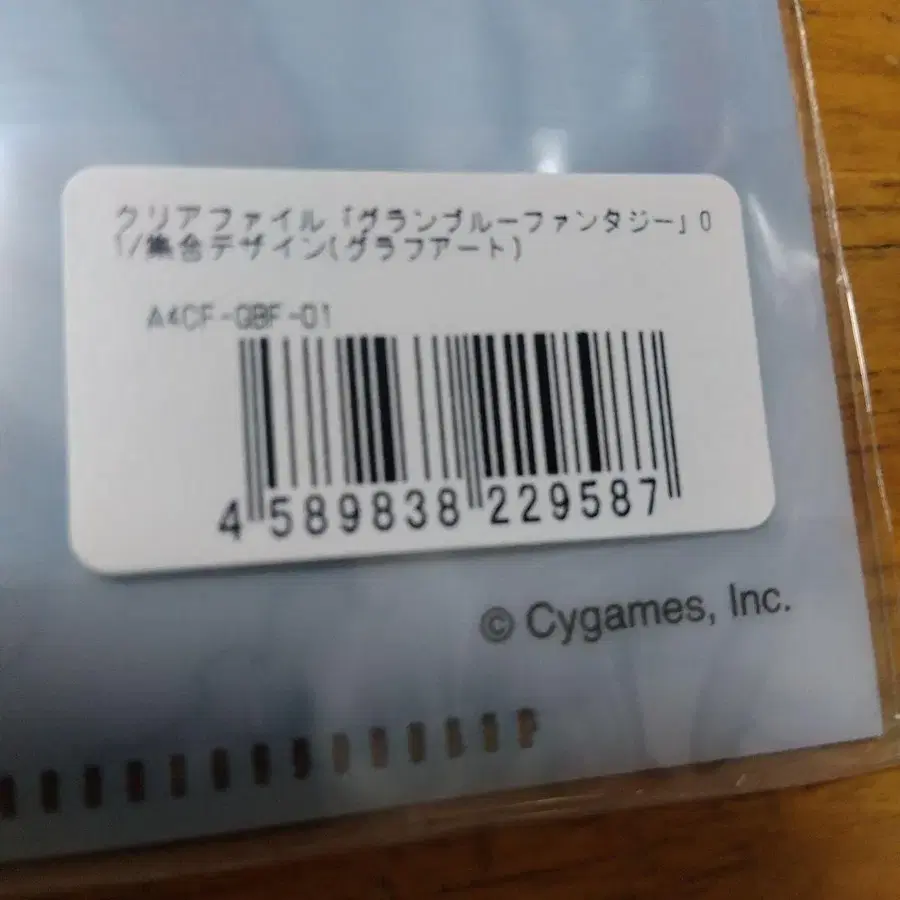 クリアファイル「グランブルーファンタジー」0
1/集合デザイン(グラフアート)
A4CF-GBF-01
4 589838 229587
© Cygames, Inc.